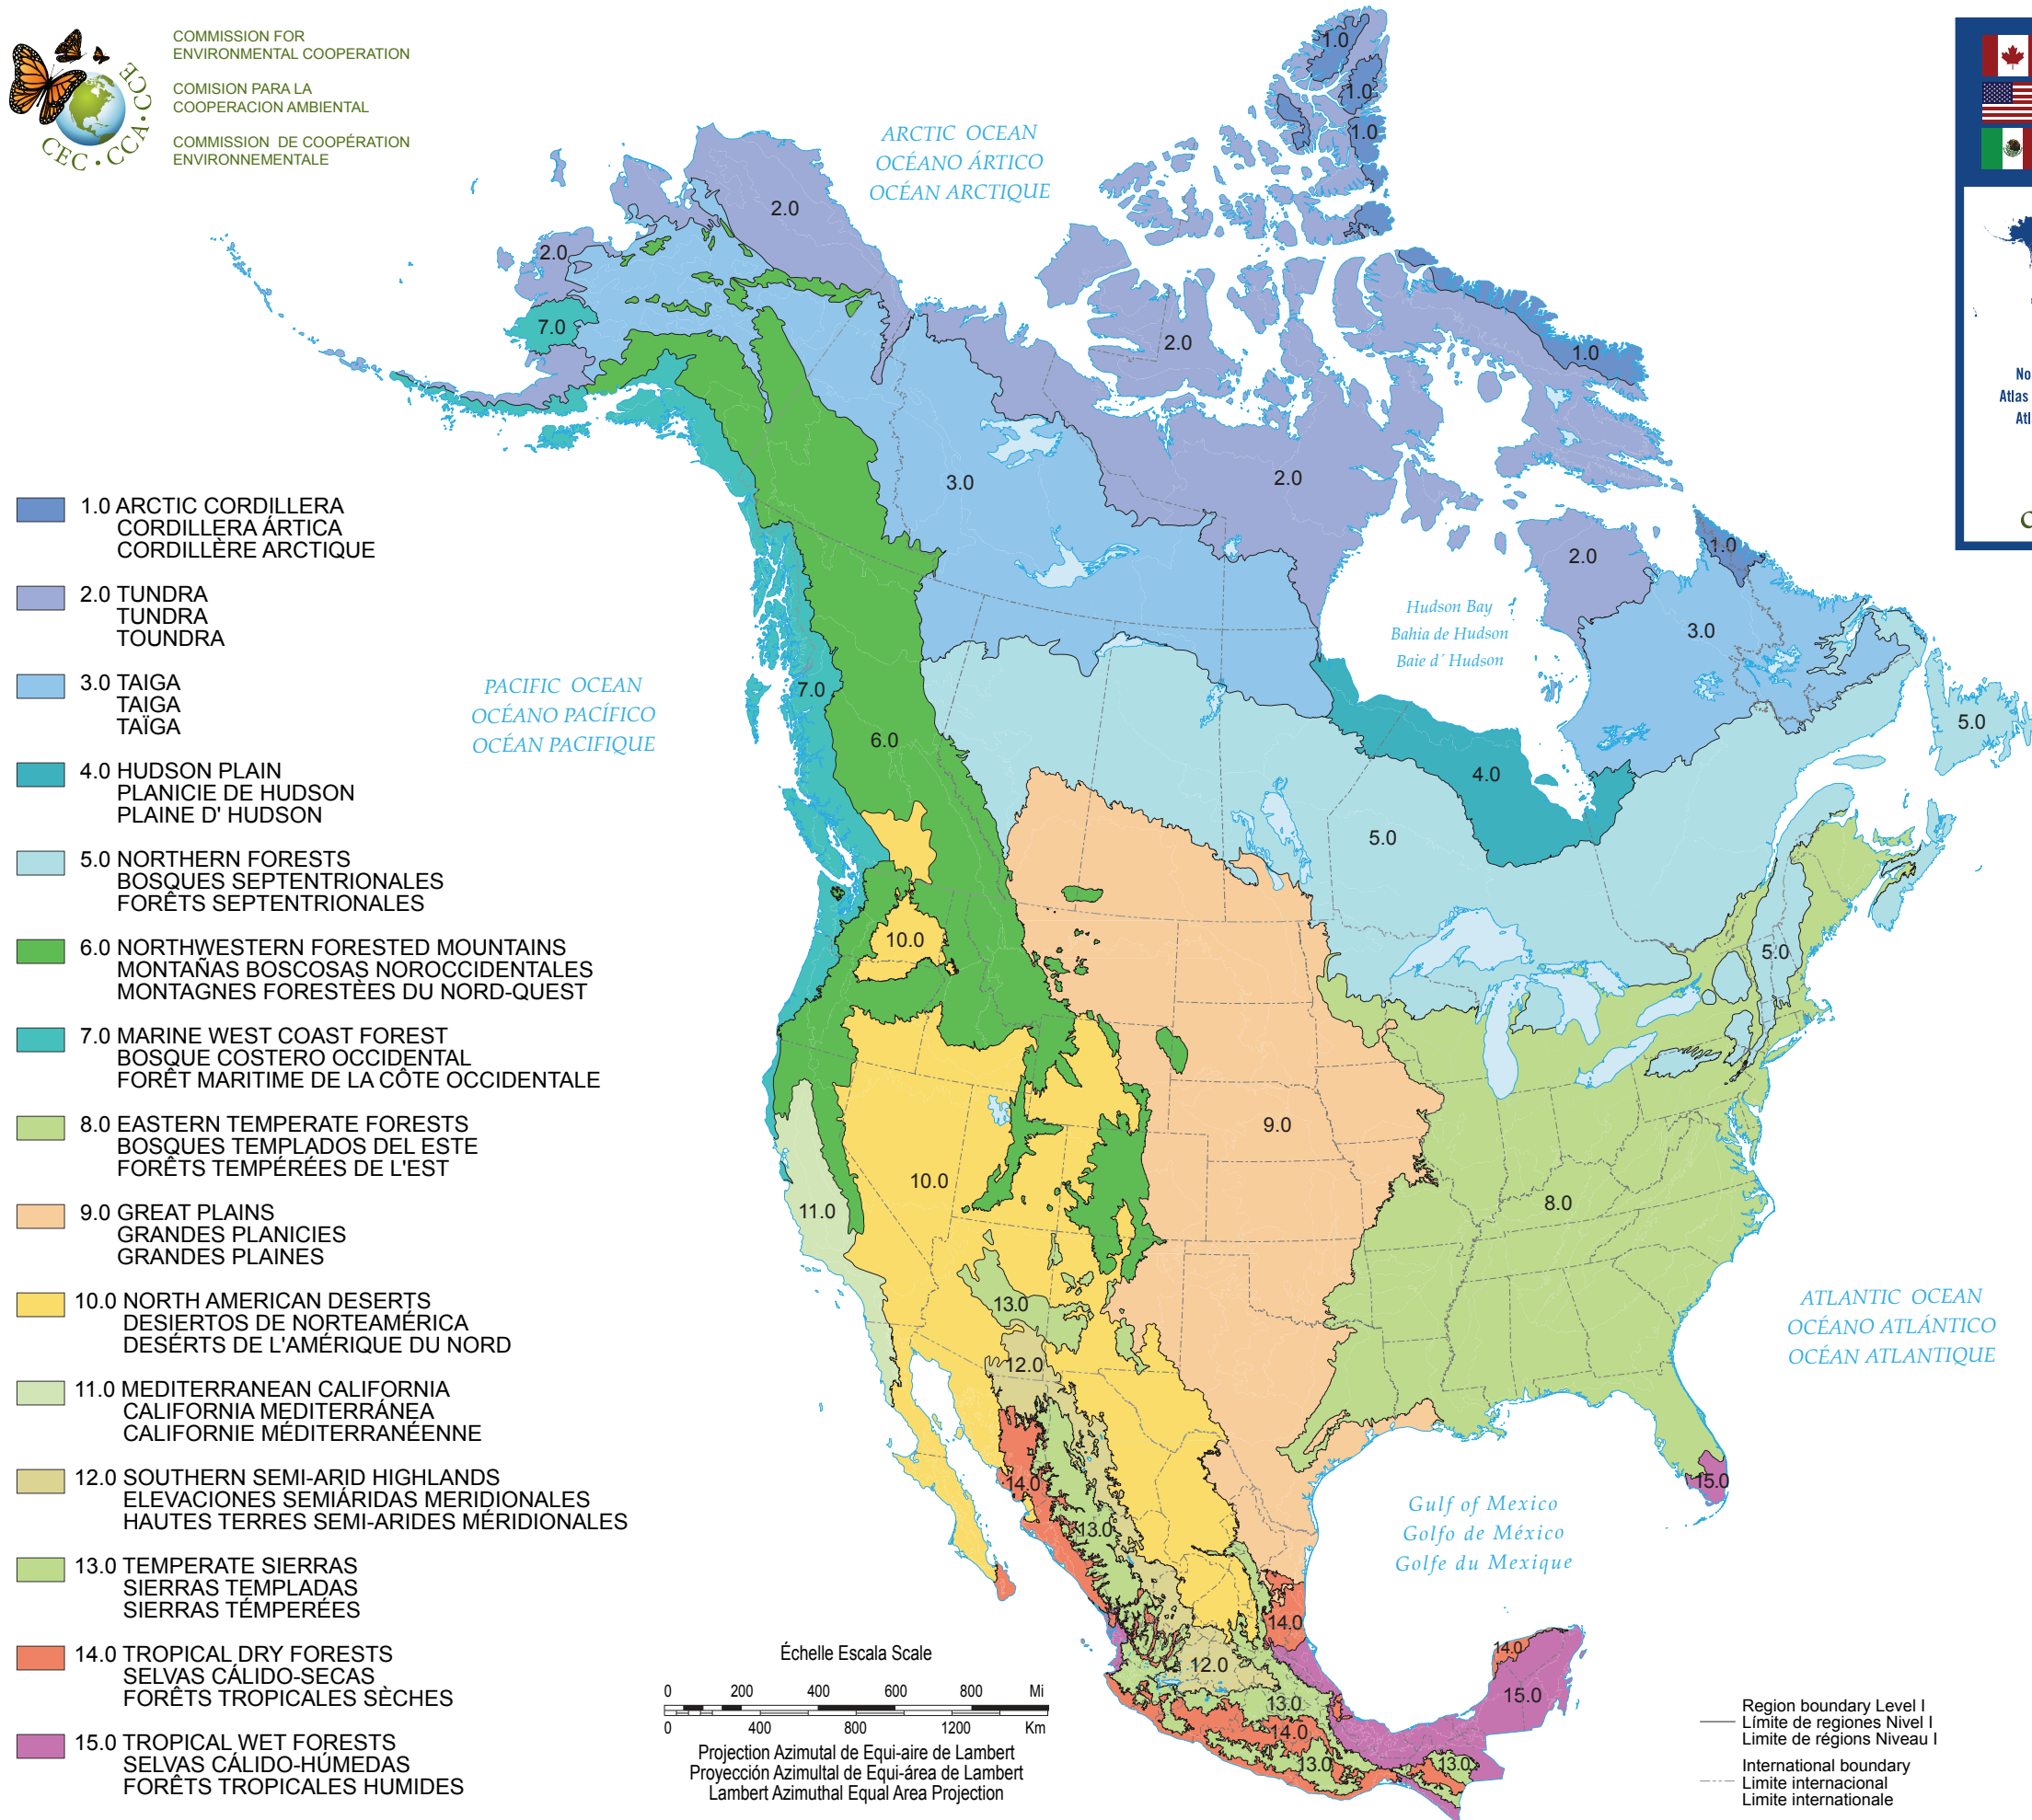 COMMISSION FOR
ENVIRONMENTAL COOPERATION
COMISION PARA LA
COOPERACION AMBIENTAL
COMMISSION DE COOPÉRATION
ENVIRONNEMENTALE
CEC • CCA • CCE
ARCTIC OCEAN
OCÉANO ÁRTICO
OCÉAN ARCTIQUE
1.0
1.0
1.0
2.0
2.0
7.0
2.0
1.0
No
Atlas
Atl
C
3.0
2.0
2.0
1.0
Hudson Bay
Bahia de Hudson
Baie d´ Hudson
3.0
PACIFIC OCEAN
OCÉANO PACÍFICO
OCÉAN PACIFIQUE
7.0
6.0
5.0
4.0
5.0
10.0
5.0
9.0
10.0
11.0
8.0
13.0
12.0
ATLANTIC OCEAN
OCÉANO ATLÁNTICO
OCÉAN ATLANTIQUE
14.0
15.0
13.0
Gulf of Mexico
Golfo de México
Golfe du Mexique
14.0
12.0
14.0
15.0
13.0
14.0
13.0
13.0
1.0 ARCTIC CORDILLERA
CORDILLERA ÁRTICA
CORDILLÈRE ARCTIQUE
2.0 TUNDRA
TUNDRA
TOUNDRA
3.0 TAIGA
TAIGA
TAÏGA
4.0 HUDSON PLAIN
PLANICIE DE HUDSON
PLAINE D' HUDSON
5.0 NORTHERN FORESTS
BOSQUES SEPTENTRIONALES
FORÊTS SEPTENTRIONALES
6.0 NORTHWESTERN FORESTED MOUNTAINS
MONTAÑAS BOSCOSAS NOROCCIDENTALES
MONTAGNES FORESTÈES DU NORD-QUEST
7.0 MARINE WEST COAST FOREST
BOSQUE COSTERO OCCIDENTAL
FORÊT MARITIME DE LA CÔTE OCCIDENTALE
8.0 EASTERN TEMPERATE FORESTS
BOSQUES TEMPLADOS DEL ESTE
FORÊTS TEMPÉRÉES DE L'EST
9.0 GREAT PLAINS
GRANDES PLANICIES
GRANDES PLAINES
10.0 NORTH AMERICAN DESERTS
DESIERTOS DE NORTEAMÉRICA
DESÉRTS DE L'AMÉRIQUE DU NORD
11.0 MEDITERRANEAN CALIFORNIA
CALIFORNIA MEDITERRÁNEA
CALIFORNIE MÉDITERRANÉENNE
12.0 SOUTHERN SEMI-ARID HIGHLANDS
ELEVACIONES SEMIÁRIDAS MERIDIONALES
HAUTES TERRES SEMI-ARIDES MÉRIDIONALES
13.0 TEMPERATE SIERRAS
SIERRAS TEMPLADAS
SIERRAS TÉMPERÉES
14.0 TROPICAL DRY FORESTS
SELVAS CÁLIDO-SECAS
FORÊTS TROPICALES SÈCHES
15.0 TROPICAL WET FORESTS
SELVAS CÁLIDO-HÚMEDAS
FORÊTS TROPICALES HUMIDES
Échelle Escala Scale
0 200 400 600 800 Mi
0 400 800 1200 Km
Projection Azimutal de Equi-aire de Lambert
Proyección Azimultal de Equi-área de Lambert
Lambert Azimuthal Equal Area Projection
Region boundary Level I
Límite de regiones Nivel I
Limite de régions Niveau I
International boundary
Limite internacional
Limite internationale